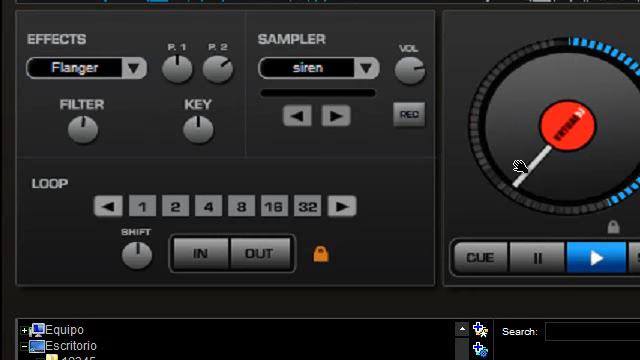 EFFECTS
P. 1
P. 2
Flanger
FILTER
KEY
SAMPLER
VOL
siren
REC
LOOP
1 2 4 8 16 32
SHIFT
IN OUT
CUE
Equipo
Escritorio
Search: